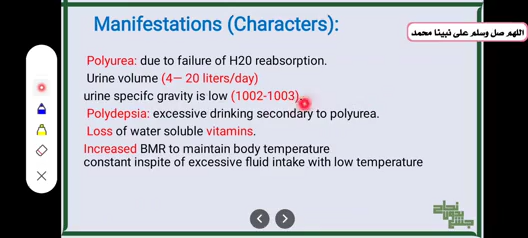 Manifestations (Characters):
اللهم صل وسلم على نبينا محمد
Polyurea: due to failure of H20 reabsorption.
Urine volume (4— 20 liters/day)
urine specifc gravity is low (1002-1003).
Polydepsia: excessive drinking secondary to polyurea.
Loss of water soluble vitamins.
Increased BMR to maintain body temperature
constant inspite of excessive fluid intake with low temperature